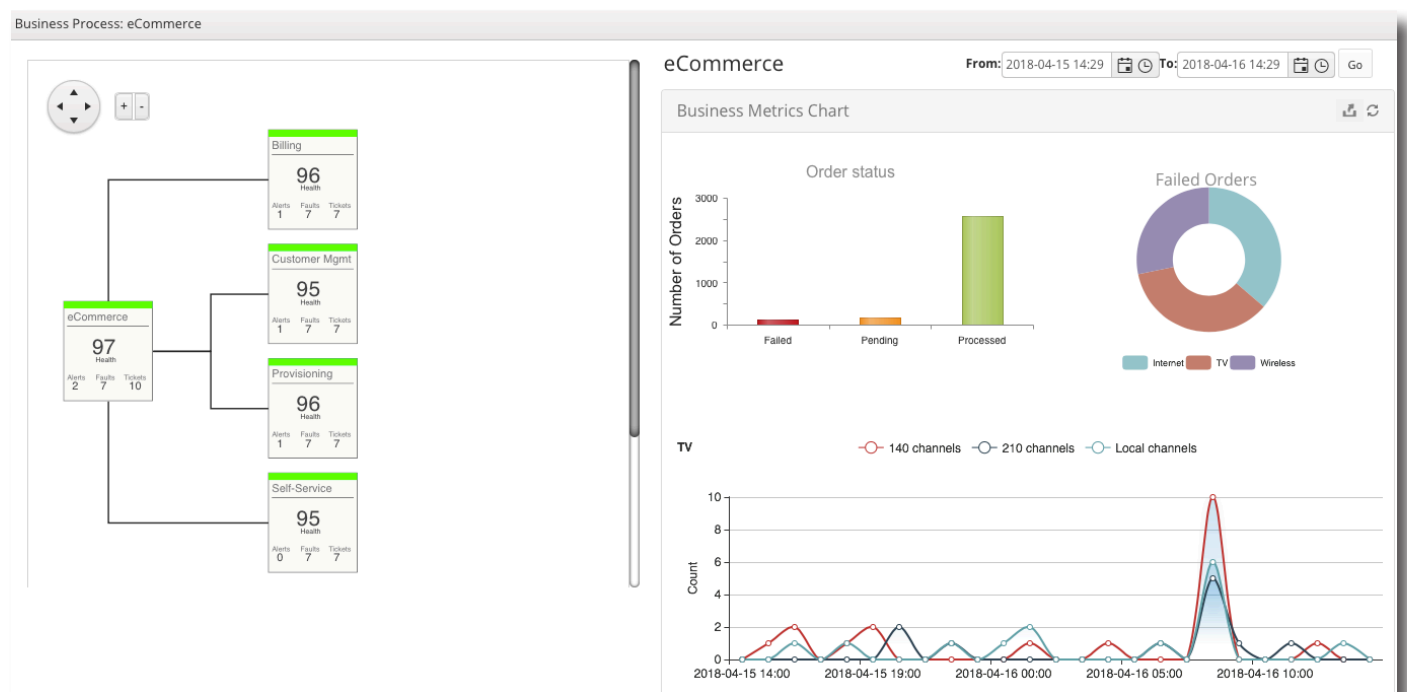 Business Process: eCommerce
eCommerce
From: 2018-04-15 14:29 To: 2018-04-16 14:29 Go
+ -
Business Metrics Chart
Billing
96
Health
Alerts Faults Tickets
1 7 7
Customer Mgmt
95
Health
Alerts Faults Tickets
1 7 7
eCommerce
97
Health
Alerts Faults Tickets
2 7 10
Provisioning
96
Health
Alerts Faults Tickets
1 7 7
Self-Service
95
Health
Alerts Faults Tickets
0 7 7
Order status
Number of Orders
3000
2000
1000
0
Failed Pending Processed
Failed Orders
Internet TV Wireless
TV
140 channels 210 channels Local channels
Count
10
8
6
4
2
0
2018-04-15 14:00 2018-04-15 19:00 2018-04-16 00:00 2018-04-16 05:00 2018-04-16 10:00